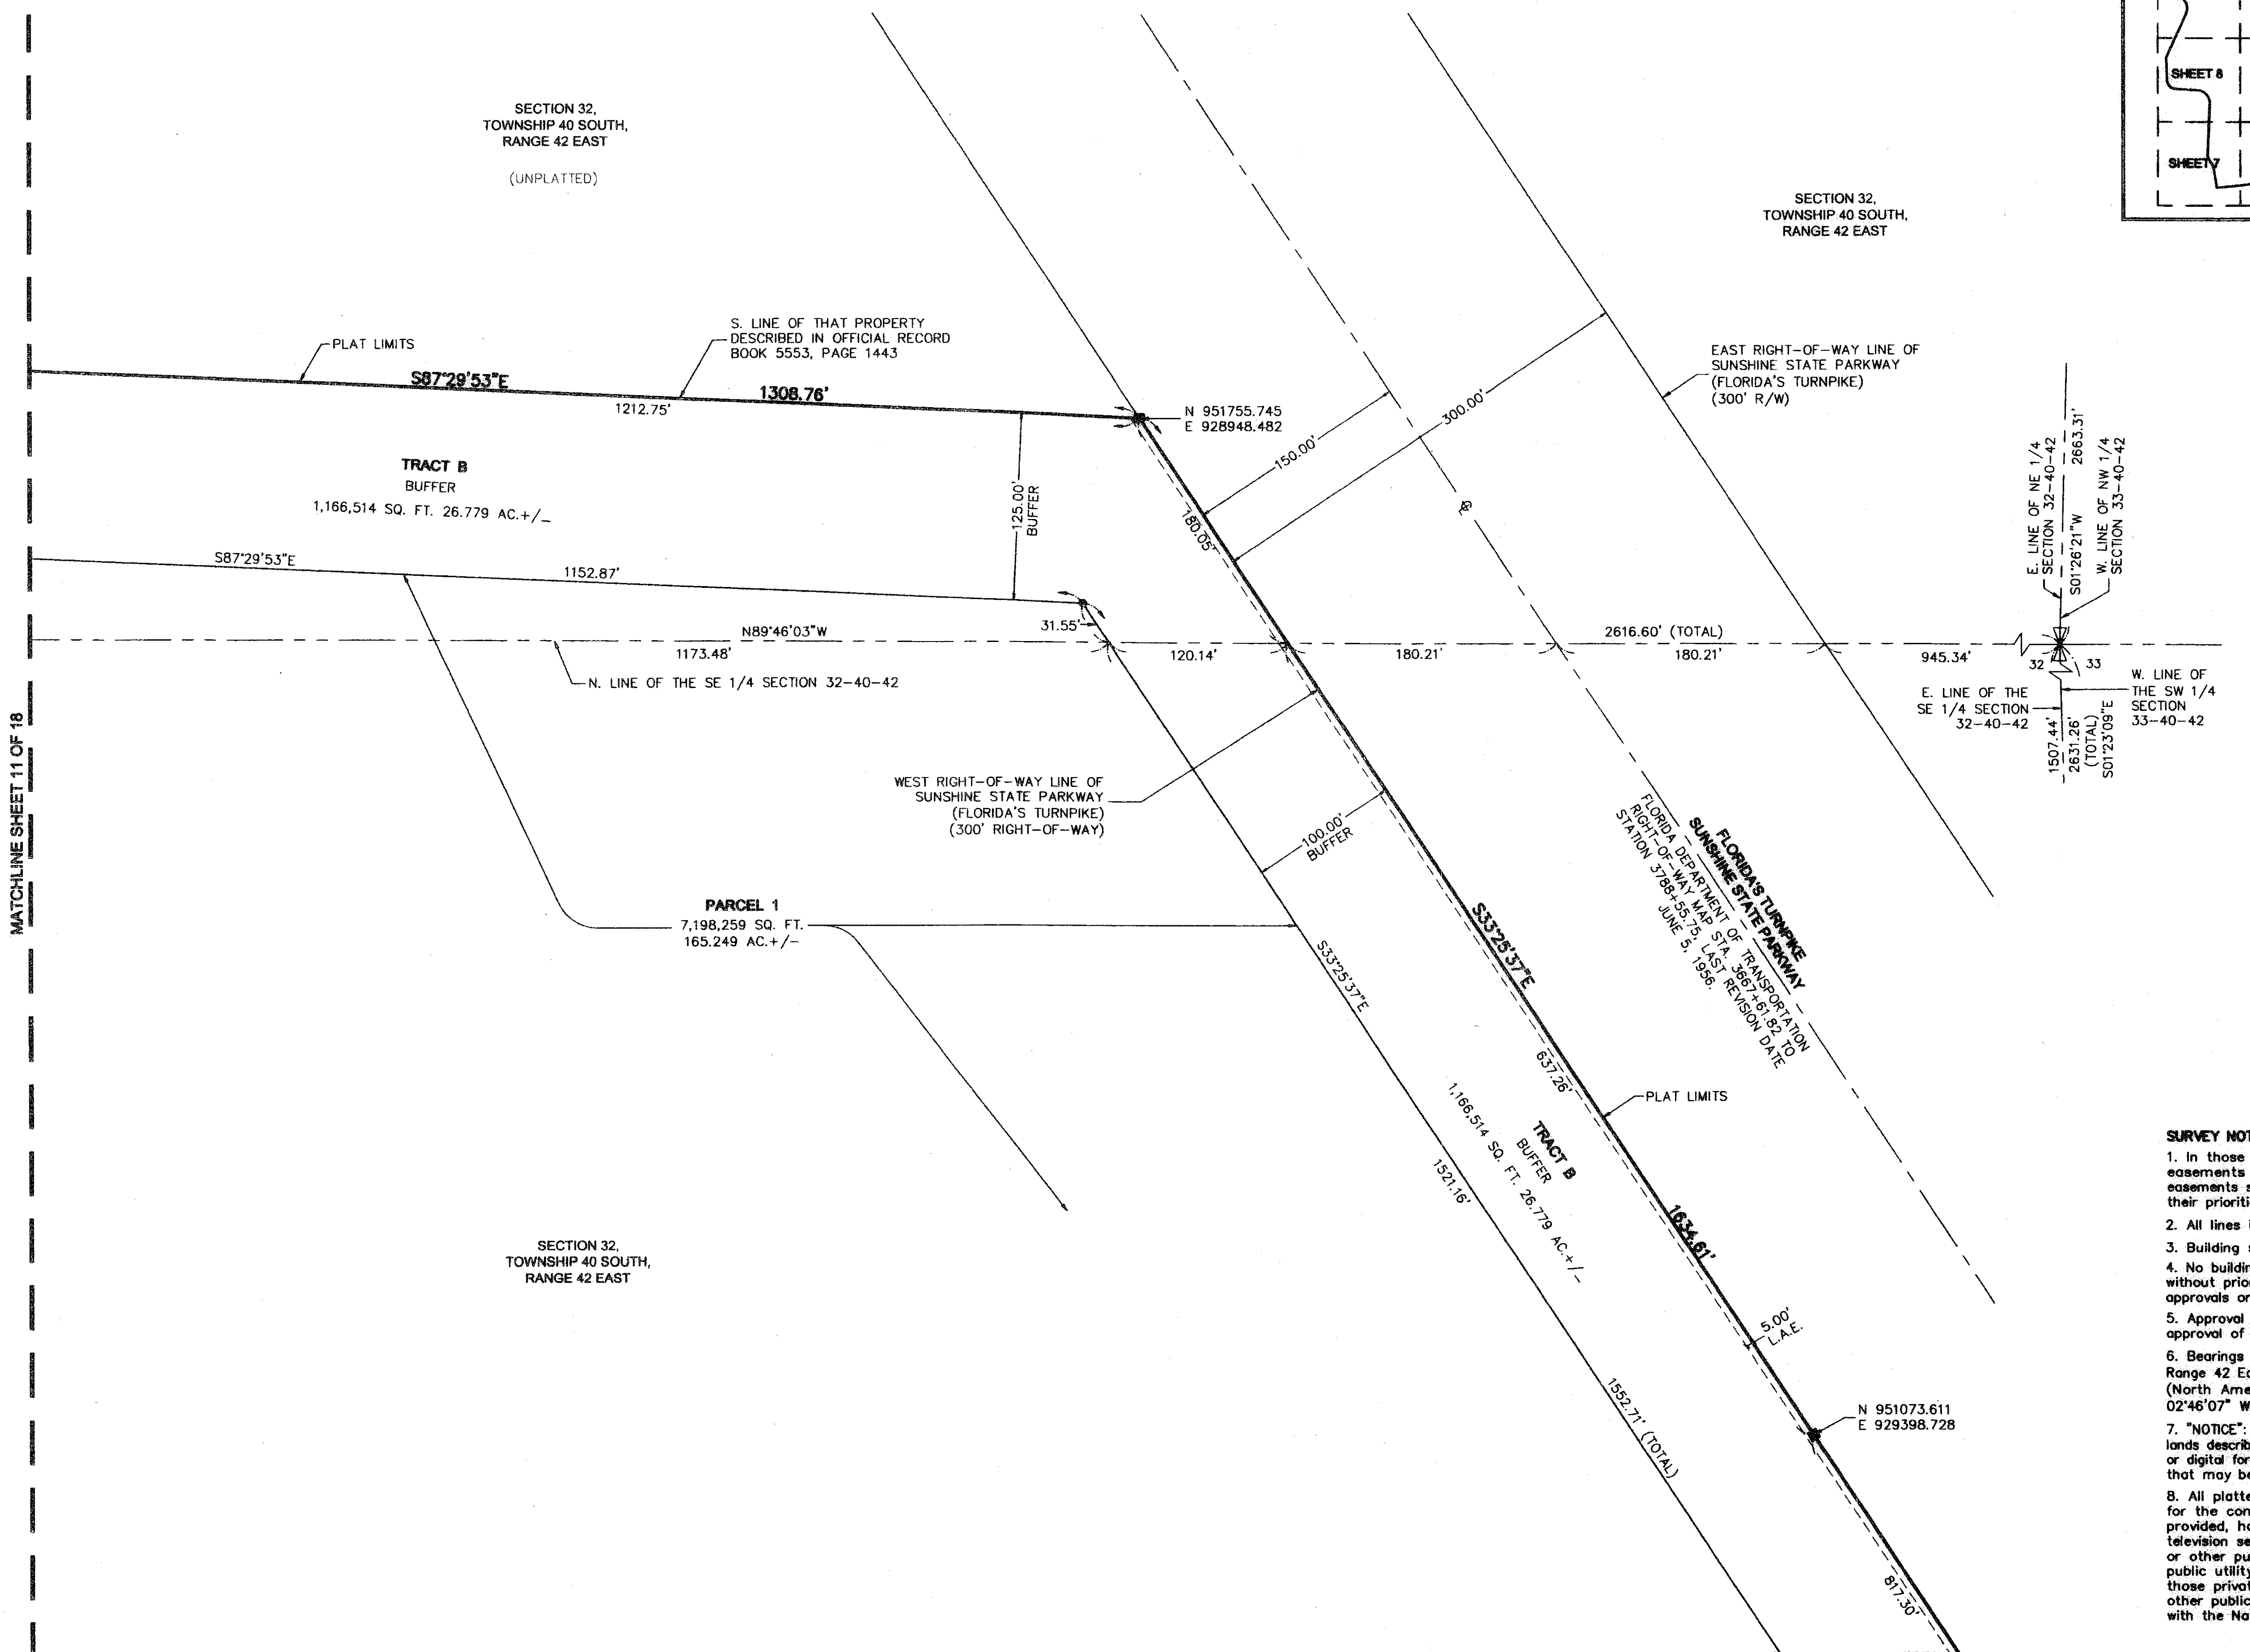 SHEET 8
SHEET 7
SECTION 32,
TOWNSHIP 40 SOUTH,
RANGE 42 EAST
(UNPLATTED)
SECTION 32,
TOWNSHIP 40 SOUTH,
RANGE 42 EAST
S. LINE OF THAT PROPERTY
DESCRIBED IN OFFICIAL RECORD
BOOK 5553, PAGE 1443
PLAT LIMITS
S87°29'53"E
1308.76'
1212.75'
N 951755.745
E 928948.482
EAST RIGHT-OF-WAY LINE OF
SUNSHINE STATE PARKWAY
(FLORIDA'S TURNPIKE)
(300' R/W)
150.00'
300.00'
TRACT B
BUFFER
1,166,514 SQ. FT. 26.779 AC.+/_
125.00'
BUFFER
180.05'
℄
E. LINE OF NE 1/4
SECTION 32-40-42
S01°26'21"W 2663.31'
W. LINE OF NW 1/4
SECTION 33-40-42
S87°29'53"E
1152.87'
31.55'
N89°46'03"W
1173.48'
120.14'
180.21'
2616.60' (TOTAL)
180.21'
945.34'
32
33
N. LINE OF THE SE 1/4 SECTION 32-40-42
E. LINE OF THE
SE 1/4 SECTION
32-40-42
W. LINE OF
THE SW 1/4
SECTION
33-40-42
1507.44'
2631.26'
(TOTAL)
S01°23'09"E
MATCHLINE SHEET 11 OF 18
WEST RIGHT-OF-WAY LINE OF
SUNSHINE STATE PARKWAY
(FLORIDA'S TURNPIKE)
(300' RIGHT-OF-WAY)
100.00'
BUFFER
FLORIDA'S TURNPIKE
SUNSHINE STATE PARKWAY
FLORIDA DEPARTMENT OF TRANSPORTATION
RIGHT-OF-WAY MAP STA. 3667+61.82 TO
STATION 3788+55.75, LAST REVISION DATE
JUNE 5, 1956.
PARCEL 1
7,198,259 SQ. FT.
165.249 AC.+/-
S33°25'37"E
S33°25'37"E
637.26'
PLAT LIMITS
TRACT B
BUFFER
1,166,514 SQ. FT. 26.779 AC.+/_
1521.16'
1634.61'
SECTION 32,
TOWNSHIP 40 SOUTH,
RANGE 42 EAST
5.00'
L.A.E.
1552.71' (TOTAL)
N 951073.611
E 929398.728
817.30'
SURVEY
1. In those
easements
easements
their
2. All lines
3. Building
4. No
without
approvals or
5. Approval
approval of
6. Bearings
Range 42
(North
02°46'07"
7. "NOTICE":
lands
or digital
that may
8. All
for the
provided,
television
or other
public utility
those
other public
with the